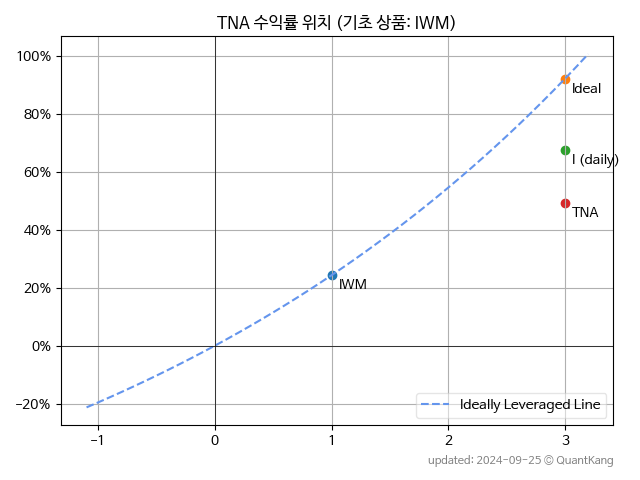 TNA 수익률 위치 (기초 상품: IWM)
100%
80%
60%
40%
20%
0%
−20%
Ideal
I (daily)
TNA
IWM
Ideally Leveraged Line
−1
0
1
2
3
updated: 2024-09-25 © QuantKang